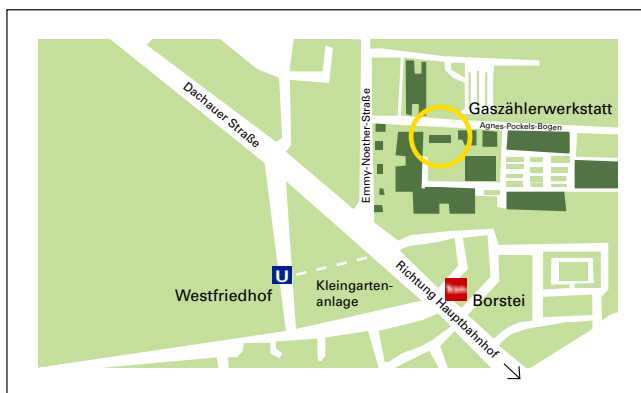 Dachauer Straße
Emmy-Noether-Straße
Gaszählerwerkstatt
Agnes-Pockels-Bogen
U
Westfriedhof
Kleingarten-
anlage
Richtung Hauptbahnhof
Borstei